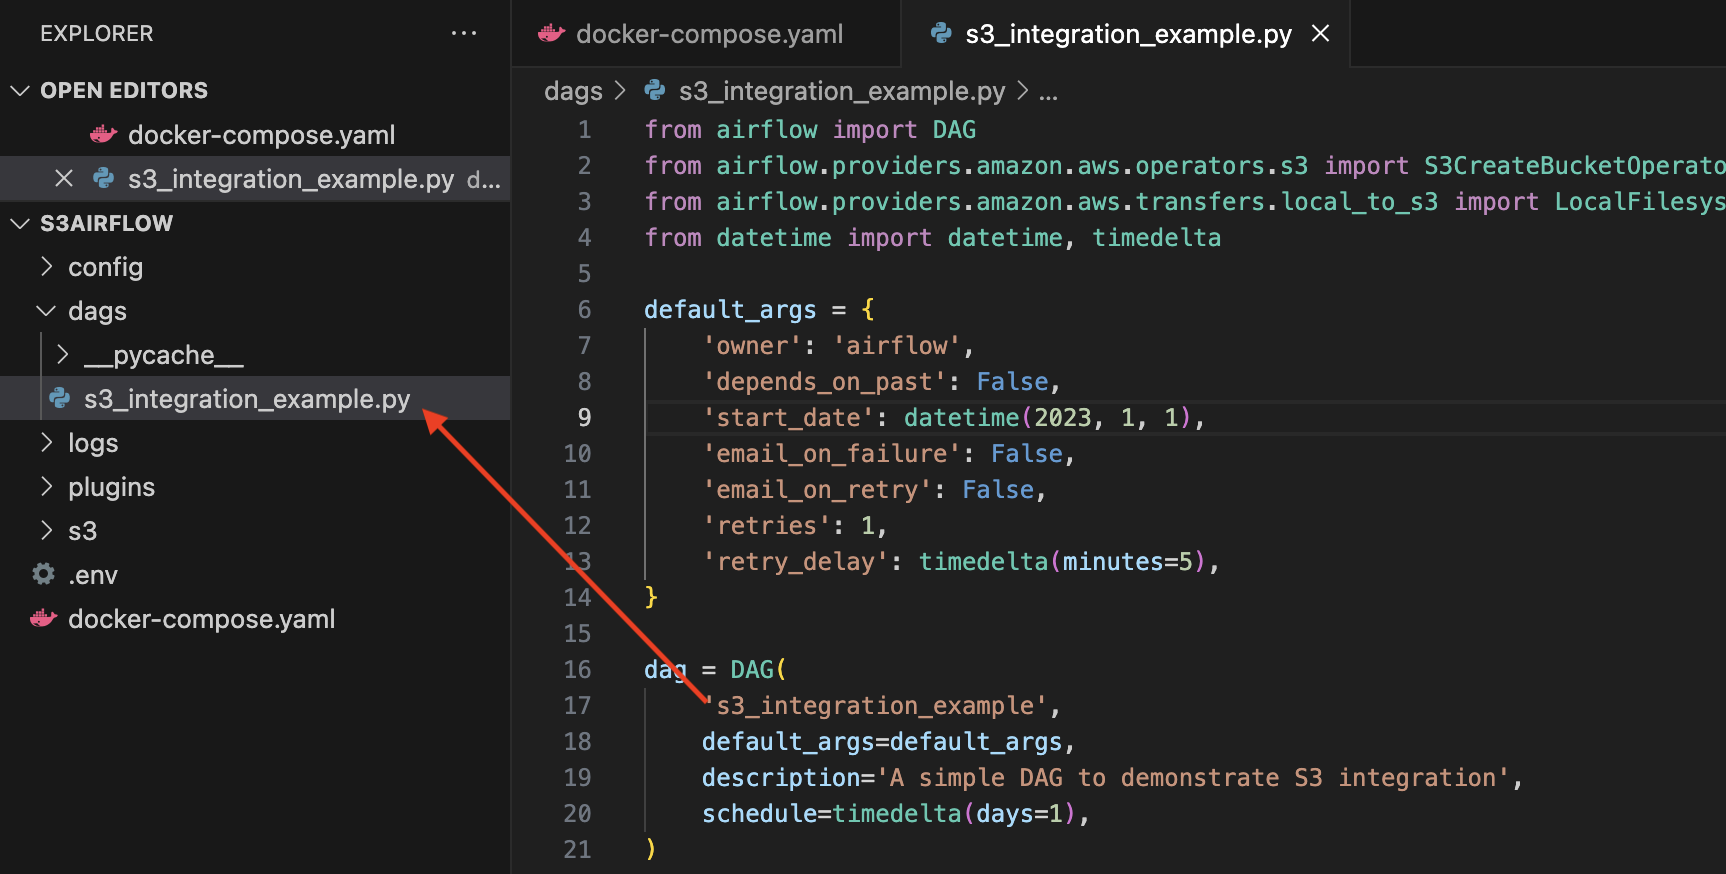 EXPLORER
OPEN EDITORS
docker-compose.yaml
s3_integration_example.py d...
S3AIRFLOW
config
dags
__pycache__
s3_integration_example.py
logs
plugins
s3
.env
docker-compose.yaml
docker-compose.yaml
s3_integration_example.py
dags > s3_integration_example.py > ...
1 from airflow import DAG
2 from airflow.providers.amazon.aws.operators.s3 import S3CreateBucketOperato
3 from airflow.providers.amazon.aws.transfers.local_to_s3 import LocalFilesys
4 from datetime import datetime, timedelta
5
6 default_args = {
7 'owner': 'airflow',
8 'depends_on_past': False,
9 'start_date': datetime(2023, 1, 1),
10 'email_on_failure': False,
11 'email_on_retry': False,
12 'retries': 1,
13 'retry_delay': timedelta(minutes=5),
14 }
15
16 dag = DAG(
17 's3_integration_example',
18 default_args=default_args,
19 description='A simple DAG to demonstrate S3 integration',
20 schedule=timedelta(days=1),
21 )